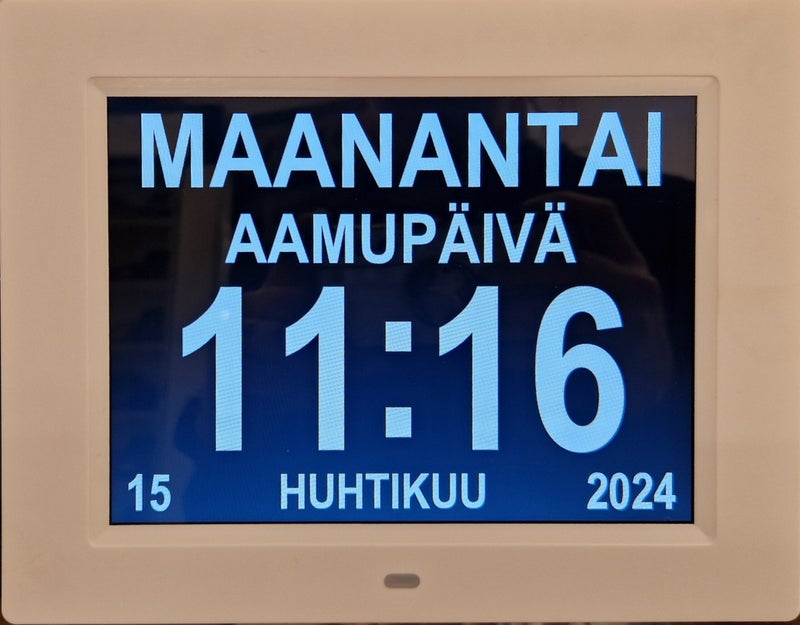 MAANANTAI
AAMUPÄIVÄ
11:16
15 HUHTIKUU 2024